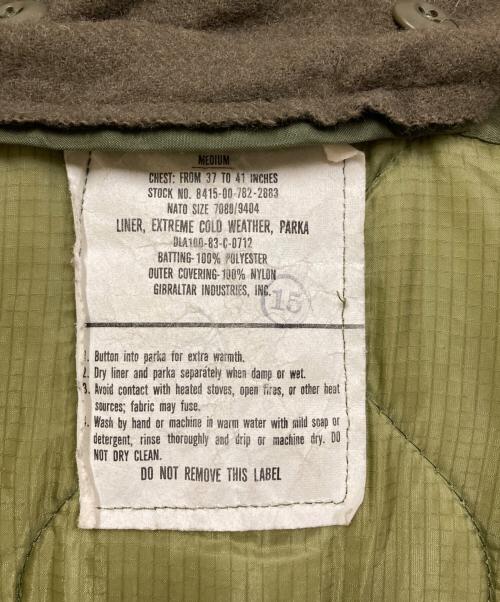 MEDIUM
CHEST: FROM 37 TO 41 INCHES
STOCK NO. 8415-00-782-2883
NATO SIZE 7080/9404
LINER, EXTREME COLD WEATHER, PARKA
DLA100-83-C-0712
BATTING-100% POLYESTER
OUTER COVERING-100% NYLON
GIBRALTAR INDUSTRIES, INC.
15
1. Button into parka for extra warmth.
2. Dry liner and parka separately when damp or wet.
3. Avoid contact with heated stoves, open fires, or other heat
sources; fabric may fuse.
. Wash by hand or machine in warm water with mild soap or
detergent, rinse thoroughly and drip or machine dry. DO
NOT DRY CLEAN.
DO NOT REMOVE THIS LABEL